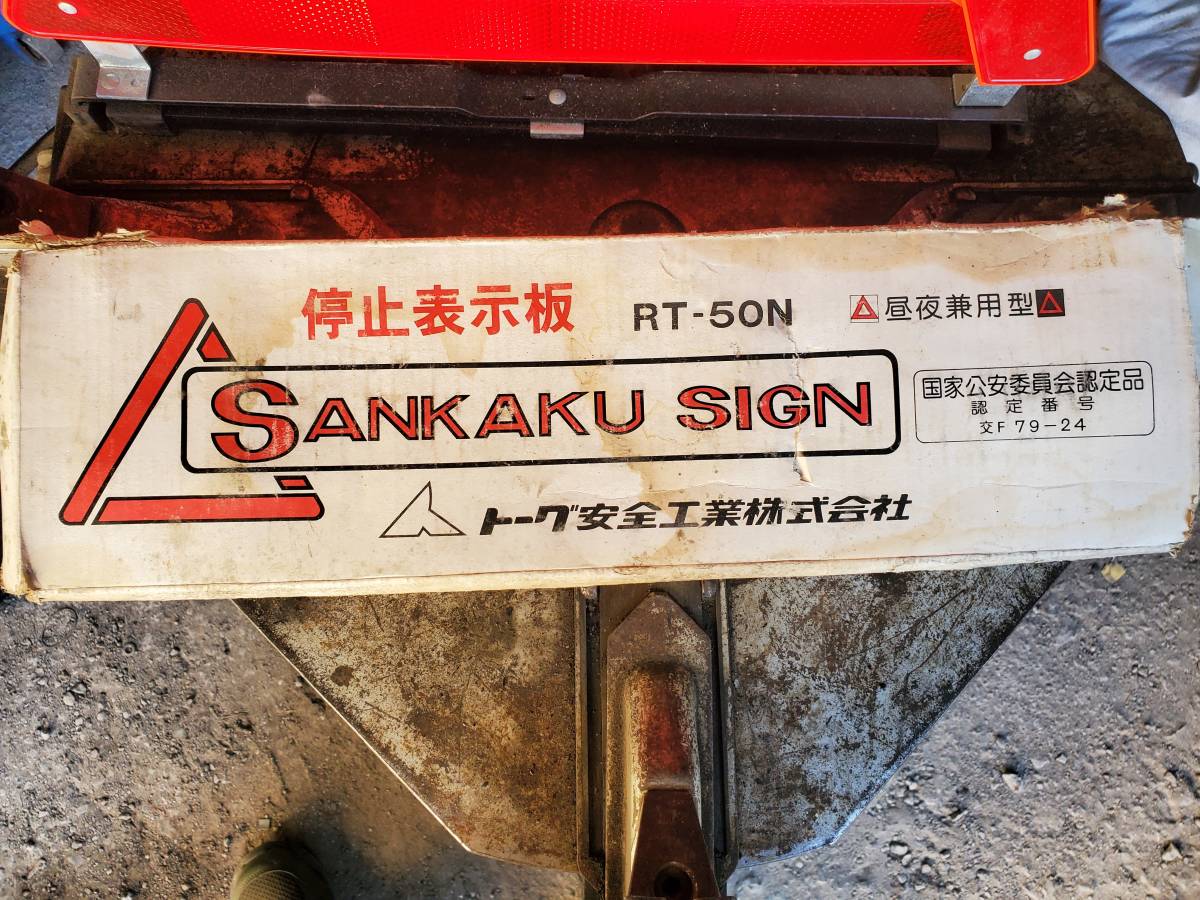 停止表示板 RT-50N 昼夜兼用型
SANKAKU SIGN
国家公安委員会認定品
認定番号
交F79-24
トーグ安全工業株式会社